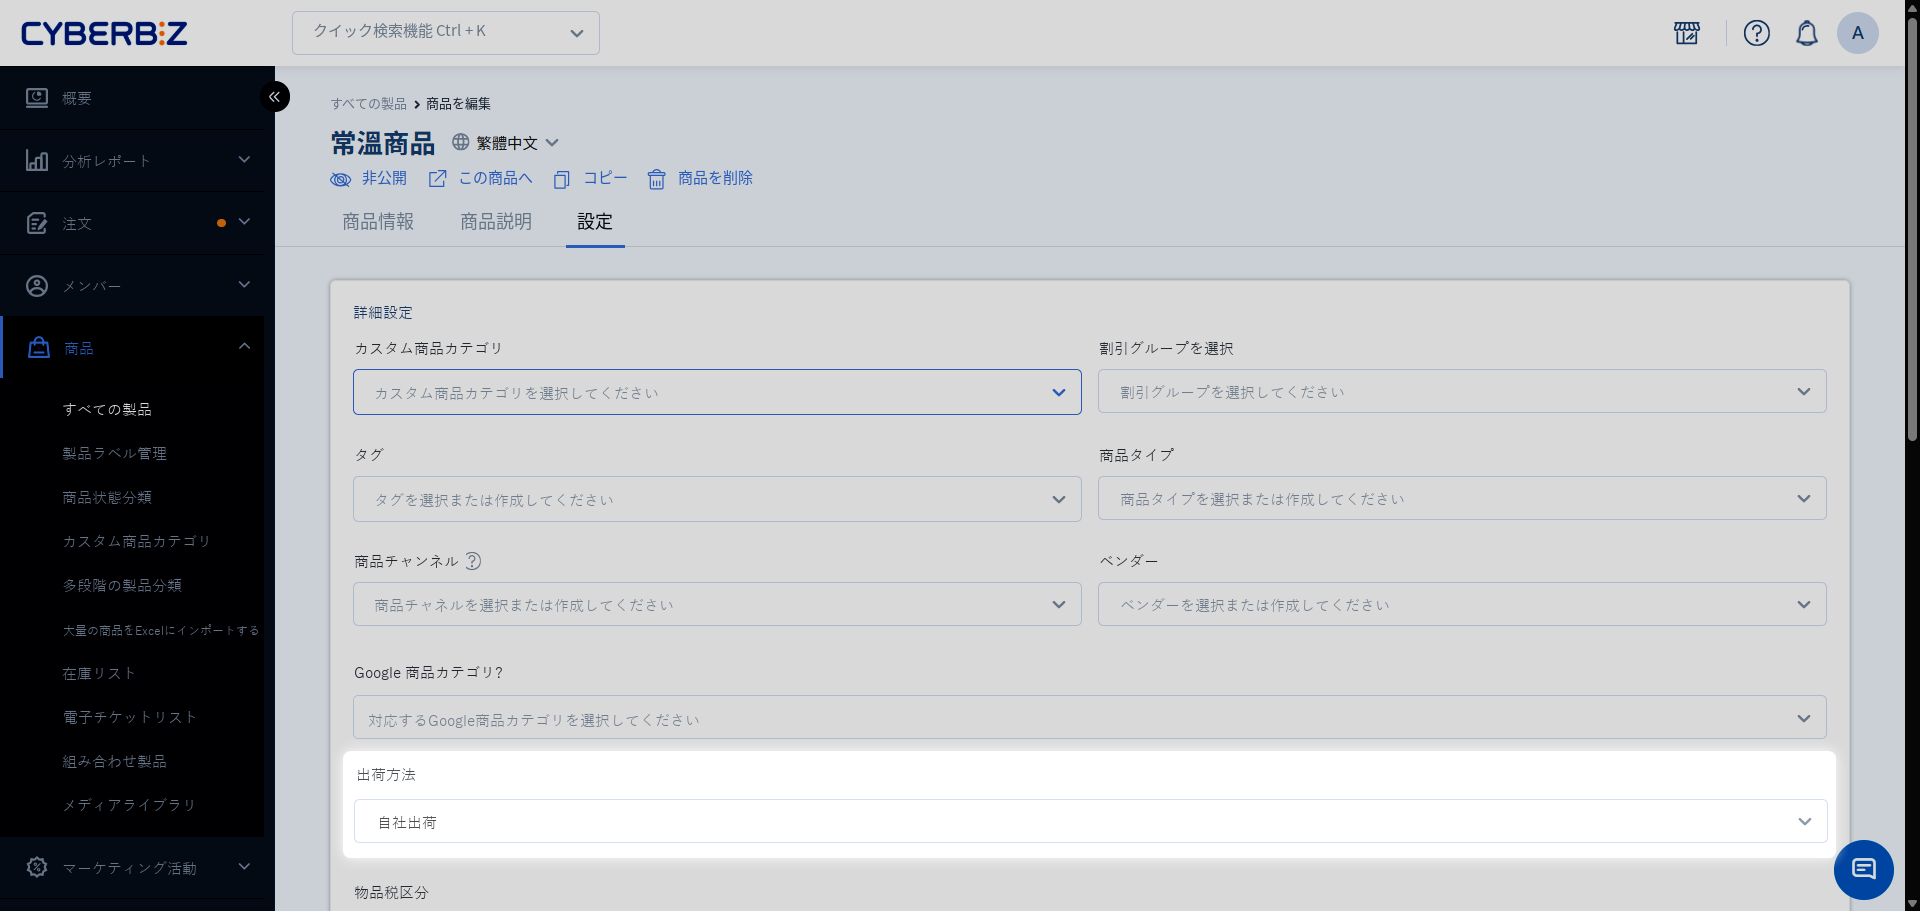 CYBERBIZ
クイック検索機能 Ctrl + K
A
概要
分析レポート
注文
メンバー
商品
すべての製品
製品ラベル管理
商品状態分類
カスタム商品カテゴリ
多段階の製品分類
大量の商品をExcelにインポートする
在庫リスト
電子チケットリスト
組み合わせ製品
メディアライブラリ
マーケティング活動
すべての製品 > 商品を編集
常溫商品 繁體中文
非公開 この商品へ コピー 商品を削除
商品情報 商品説明 設定
詳細設定
カスタム商品カテゴリ 割引グループを選択
カスタム商品カテゴリを選択してください 割引グループを選択してください
タグ 商品タイプ
タグを選択または作成してください 商品タイプを選択または作成してください
商品チャンネル ? ベンダー
商品チャネルを選択または作成してください ベンダーを選択または作成してください
Google 商品カテゴリ?
対応するGoogle商品カテゴリを選択してください
出荷方法
自社出荷
物品税区分